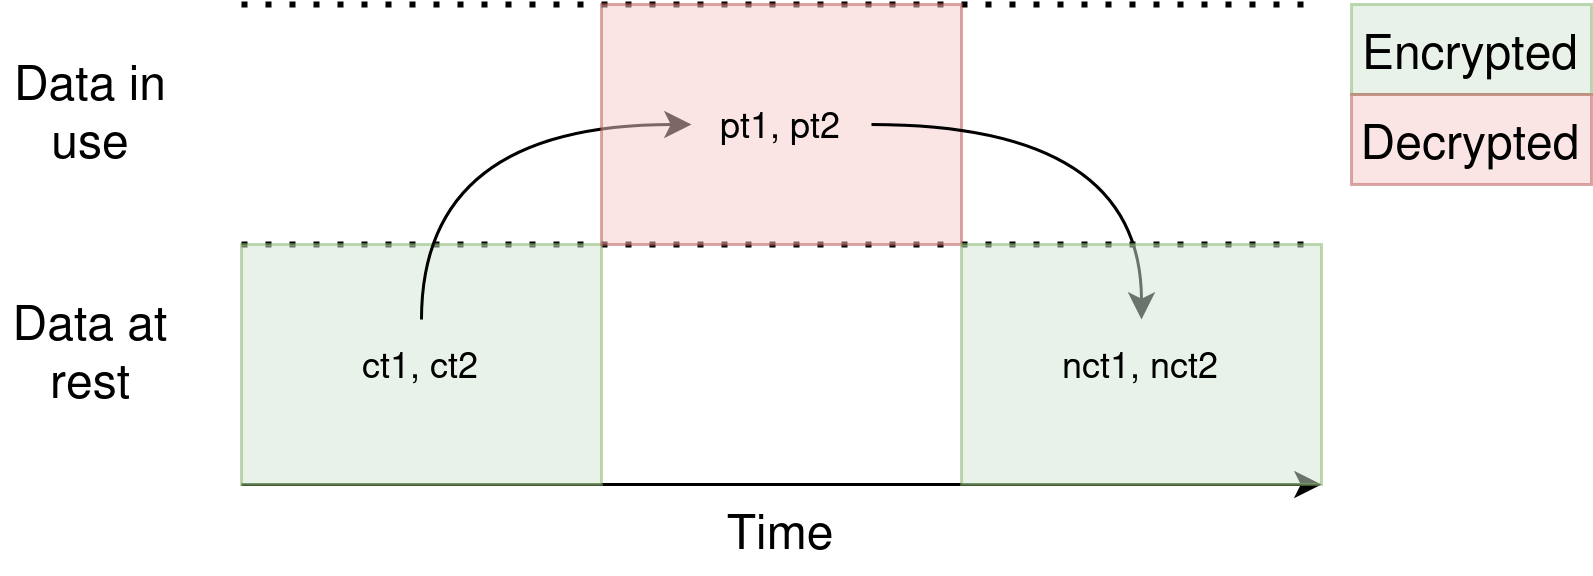 Data in
use
pt1, pt2
Encrypted
Decrypted
Data at
rest
ct1, ct2
nct1, nct2
Time